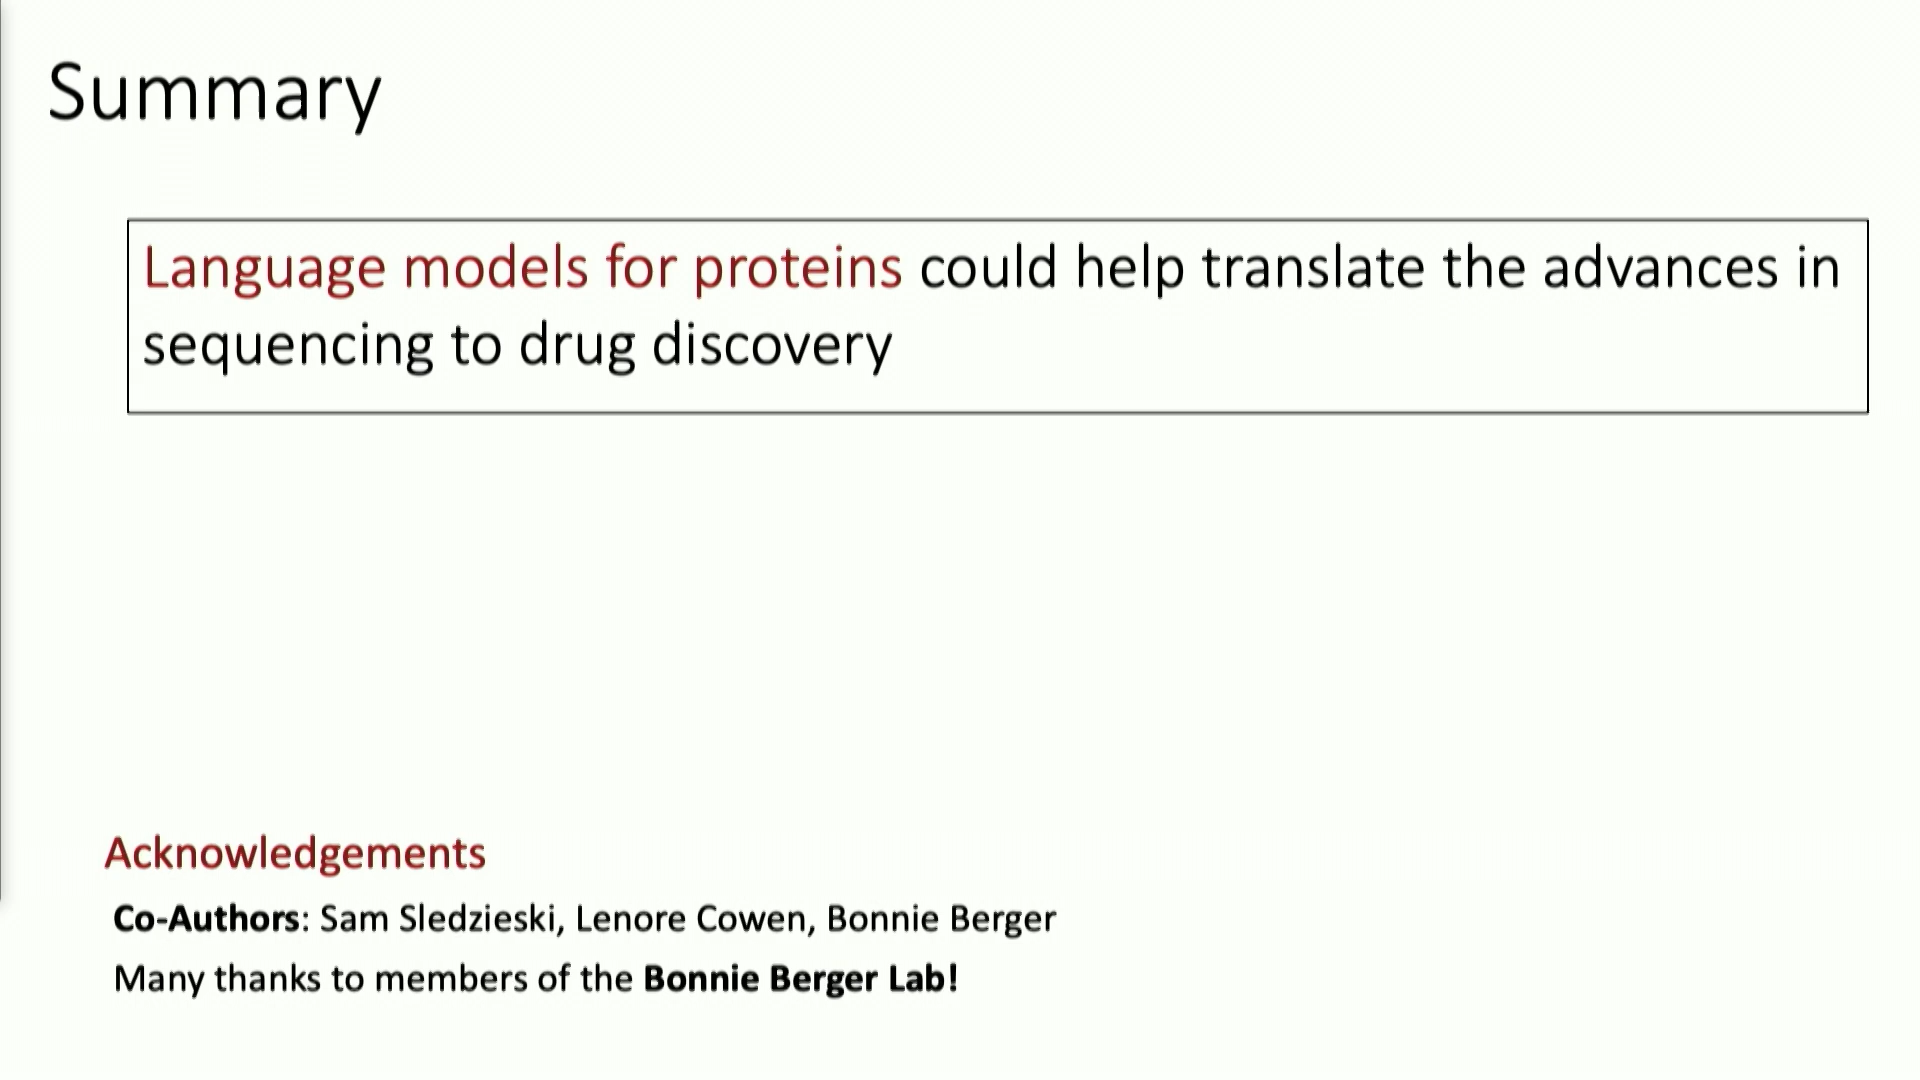 Summary
Language models for proteins could help translate the advances in
sequencing to drug discovery
Acknowledgements
Co-Authors: Sam Sledzieski, Lenore Cowen, Bonnie Berger
Many thanks to members of the Bonnie Berger Lab!